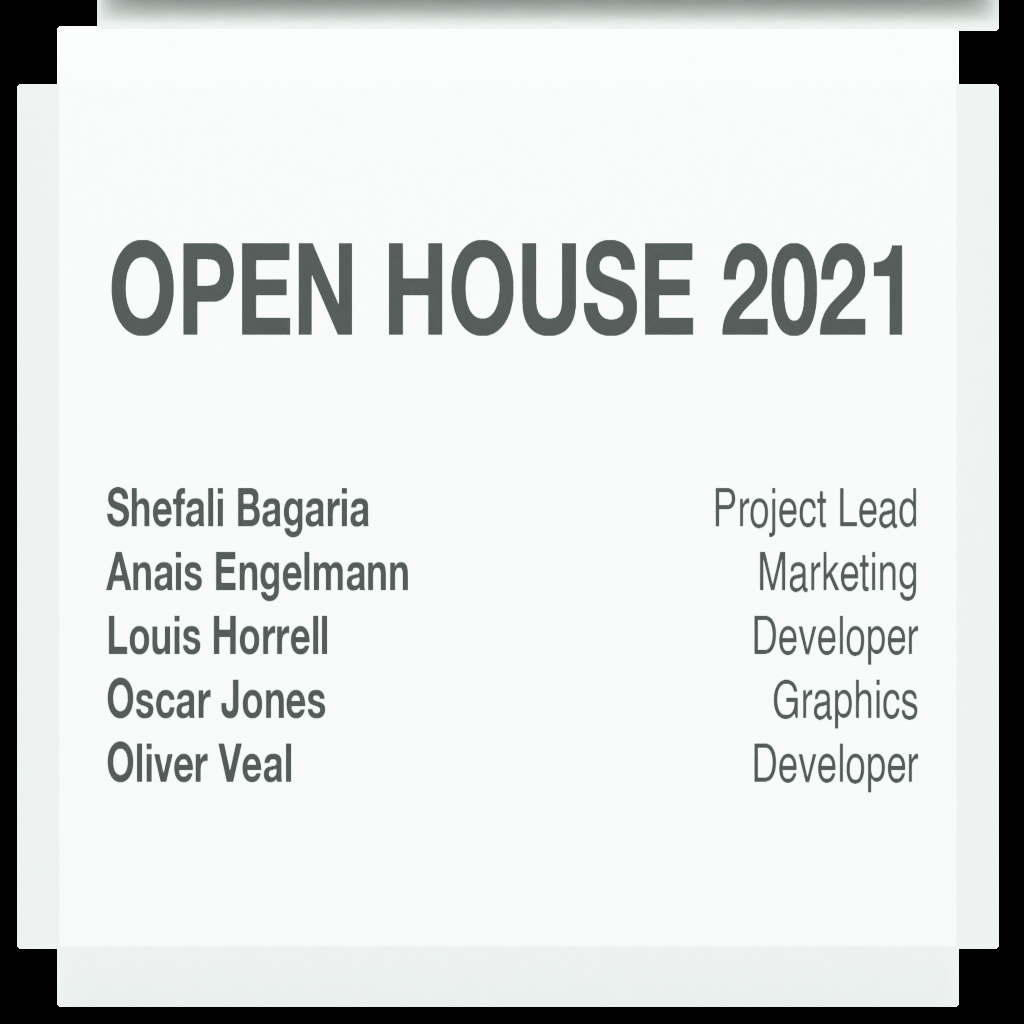 OPEN HOUSE 2021
Shefali Bagaria Project Lead
Anais Engelmann Marketing
Louis Horrell Developer
Oscar Jones Graphics
Oliver Veal Developer